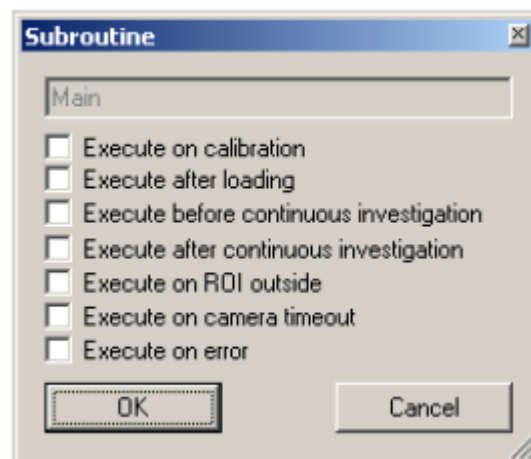 Subroutine
Main
Execute on calibration
Execute after loading
Execute before continuous investigation
Execute after continuous investigation
Execute on ROI outside
Execute on camera timeout
Execute on error
OK Cancel